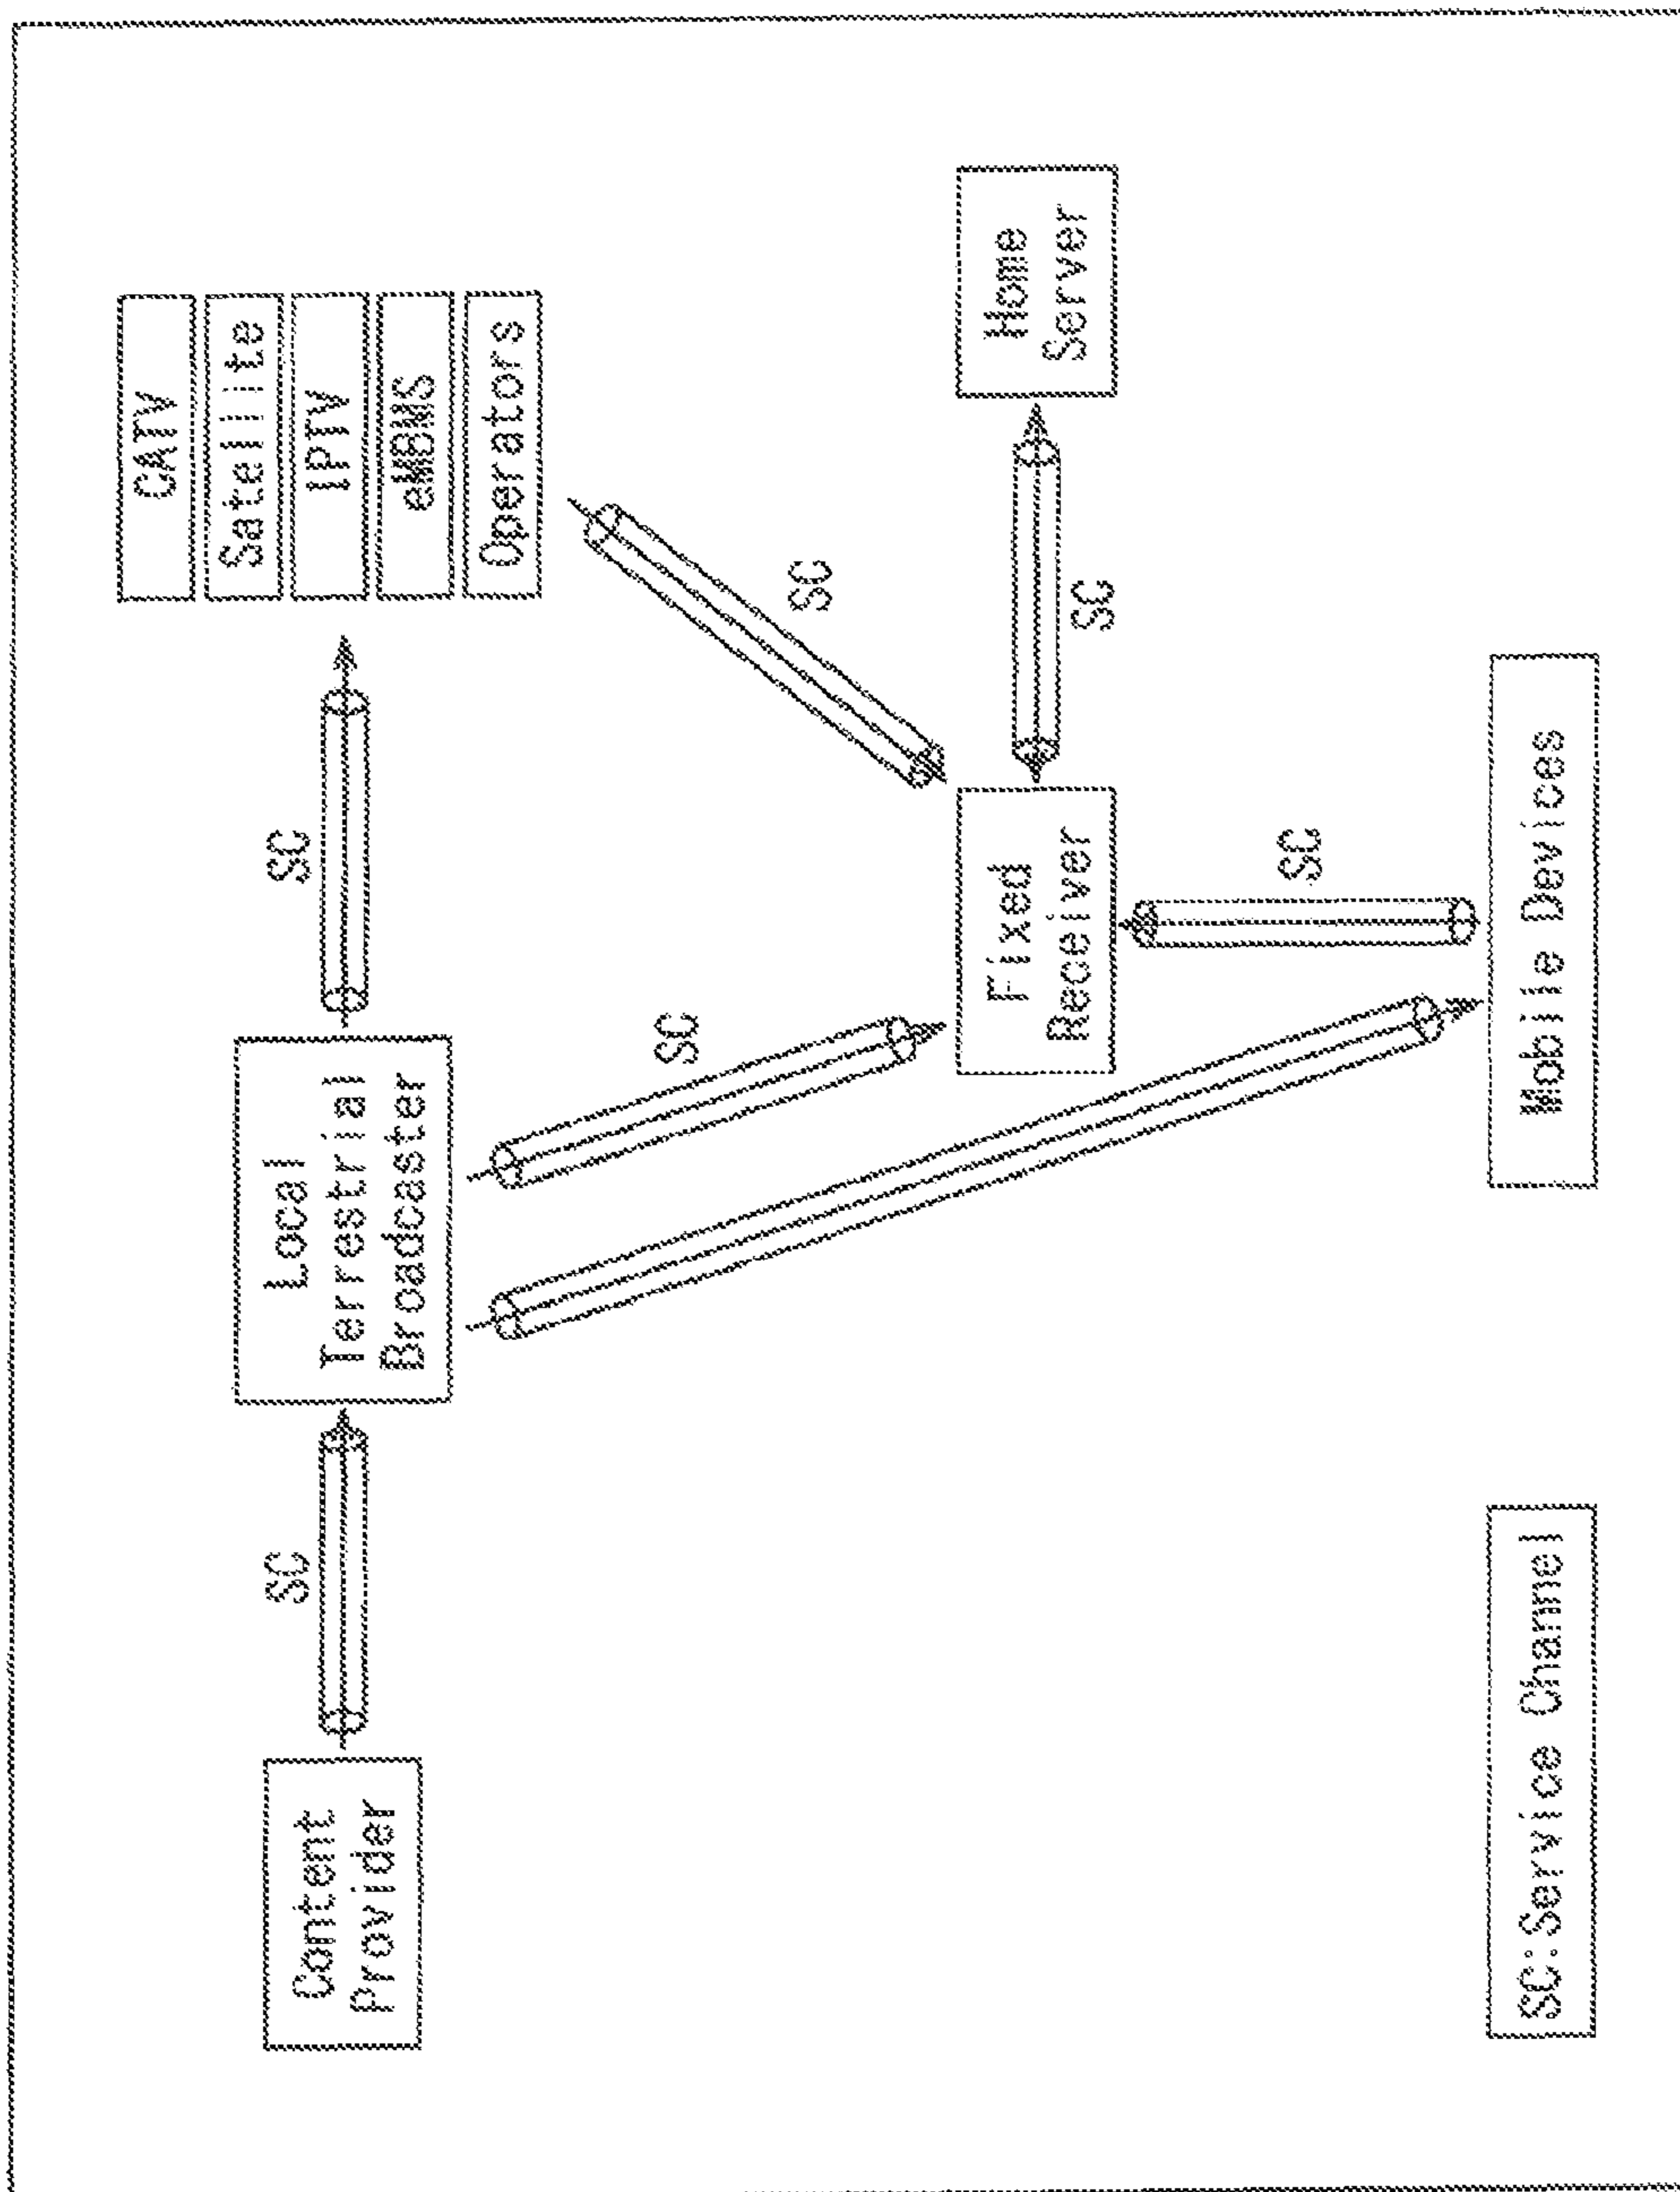 CATV
Satellite
IPTV
eMBMS
Operators
SC
Local
Terrestrial
Broadcaster
SC
Content
Provider
SC
SC
Home
Server
SC
Fixed
Receiver
SC
Mobile Devices
SC:Service Channel